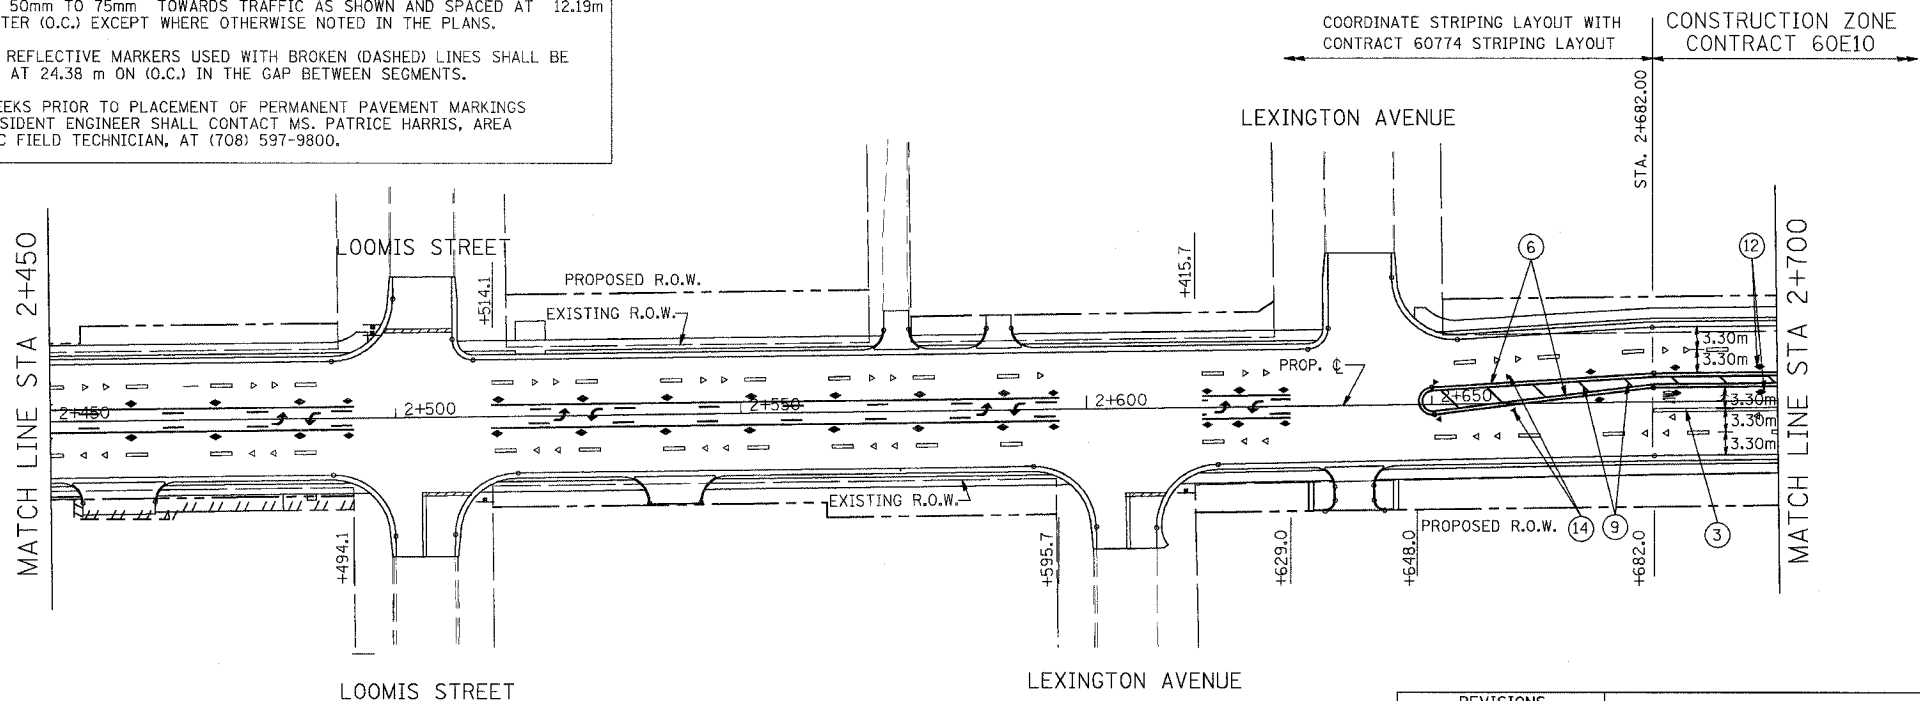 50mm TO 75mm TOWARDS TRAFFIC AS SHOWN AND SPACED AT 12.19m
TER (O.C.) EXCEPT WHERE OTHERWISE NOTED IN THE PLANS.
REFLECTIVE MARKERS USED WITH BROKEN (DASHED) LINES SHALL BE
AT 24.38 m ON (O.C.) IN THE GAP BETWEEN SEGMENTS.
EEKS PRIOR TO PLACEMENT OF PERMANENT PAVEMENT MARKINGS
SIDENT ENGINEER SHALL CONTACT MS. PATRICE HARRIS, AREA
C FIELD TECHNICIAN, AT (708) 597-9800.
COORDINATE STRIPING LAYOUT WITH
CONTRACT 60774 STRIPING LAYOUT
CONSTRUCTION ZONE
CONTRACT 60E10
STA. 2+682.00
LEXINGTON AVENUE
LOOMIS STREET
MATCH LINE STA 2+450
MATCH LINE STA 2+700
+514.1
PROPOSED R.O.W.
EXISTING R.O.W.
+415.7
6
12
PROP. ℄
3.30m
3.30m
2+450
2+500
2+550
2+600
2+650
3.30m
3.30m
3.30m
EXISTING R.O.W.
PROPOSED R.O.W.
14
9
3
+494.1
+595.7
+629.0
+648.0
+682.0
LOOMIS STREET
LEXINGTON AVENUE
REVISIONS